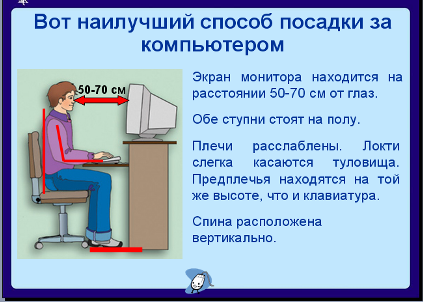 Вот наилучший способ посадки за
компьютером
50-70 см
Экран монитора находится на
расстоянии 50-70 см от глаз.
Обе ступни стоят на полу.
Плечи расслаблены. Локти
слегка касаются туловища.
Предплечья находятся на той
же высоте, что и клавиатура.
Спина расположена
вертикально.